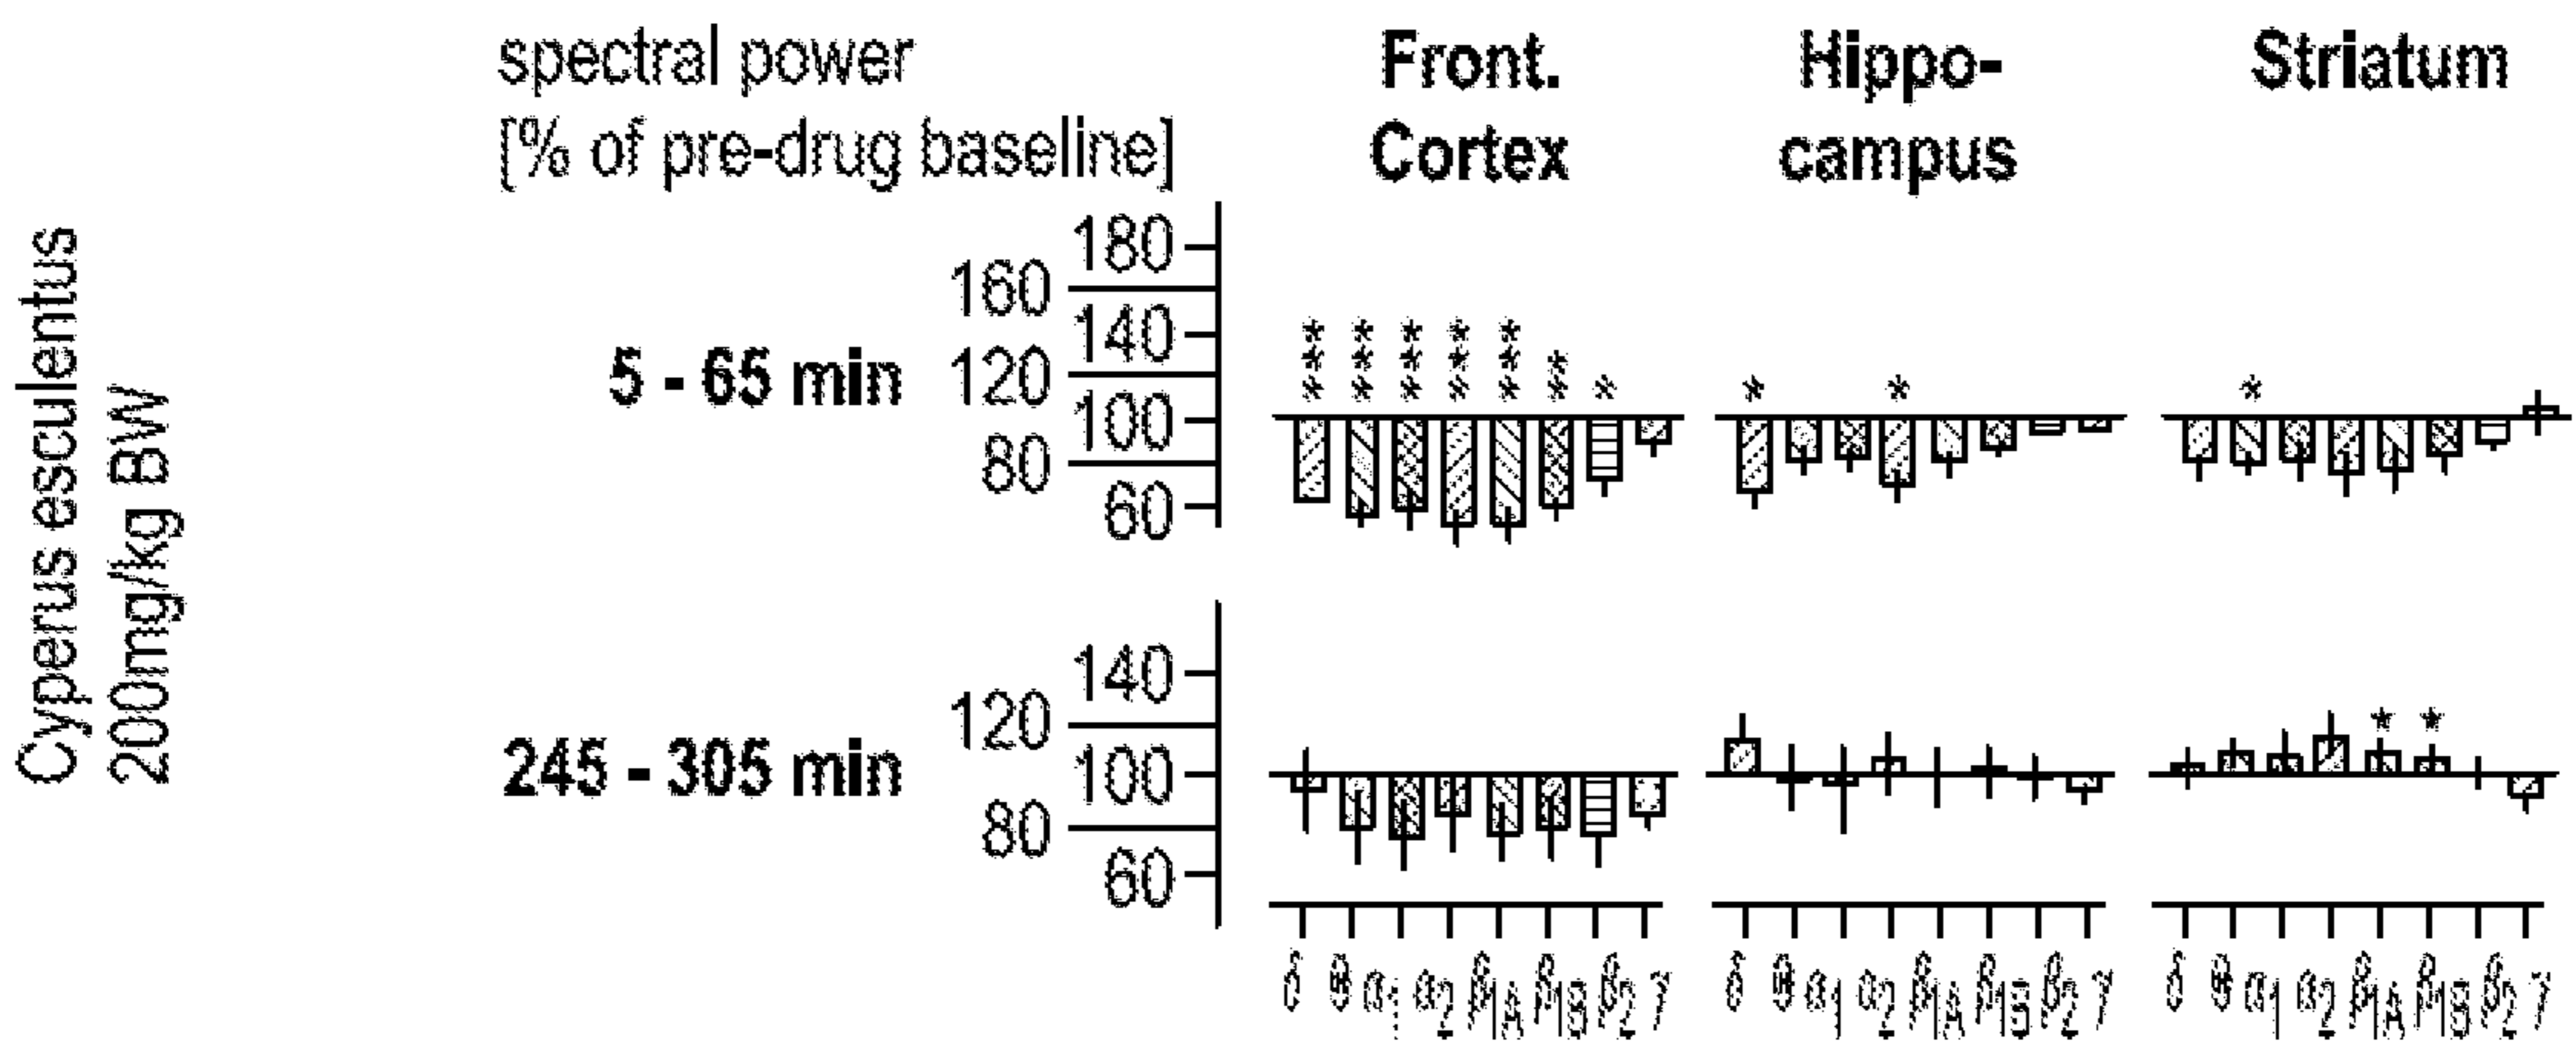 spectral power
[% of pre-drug baseline]
Front.
Cortex
Hippo-
campus
Striatum
Cyperus esculentus
200mg/kg BW
5 - 65 min
180
160
140
120
100
80
60
*** *** *** *** *** ** *
* *
*
245 - 305 min
140
120
100
80
60
* *
δ θ α1 α2 β1A β1B β2 γ
δ θ α1 α2 β1A β1B β2 γ
δ θ α1 α2 β1A β1B β2 γ